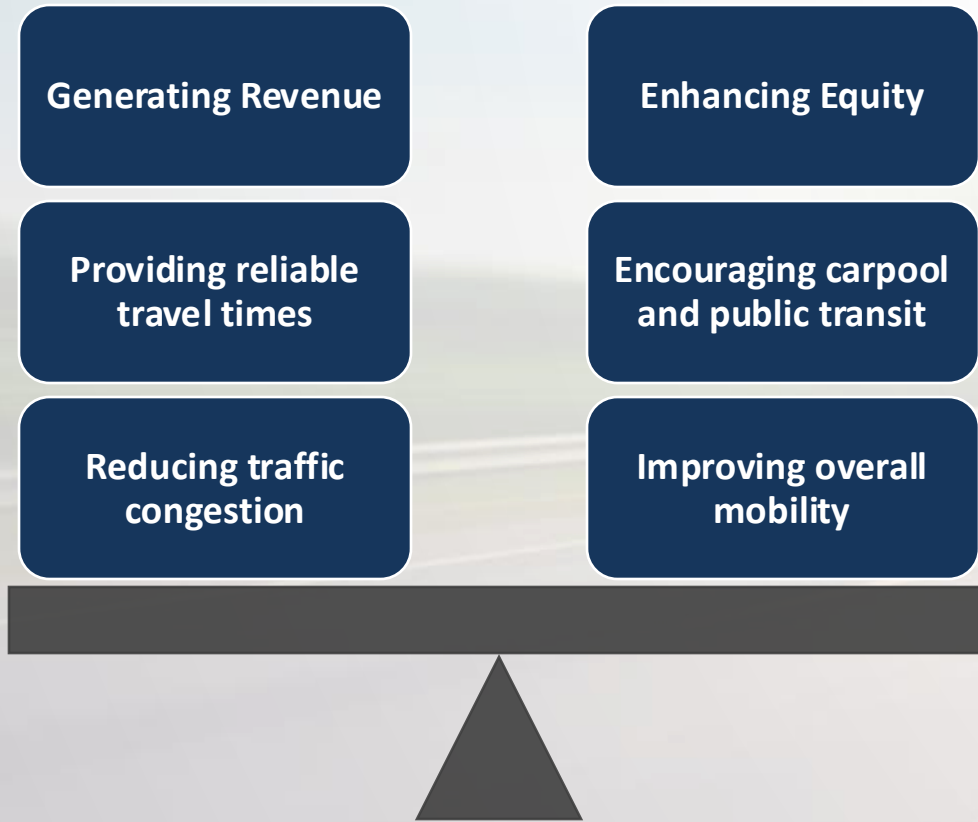 Generating Revenue
Enhancing Equity
Providing reliable
travel times
Encouraging carpool
and public transit
Reducing traffic
congestion
Improving overall
mobility